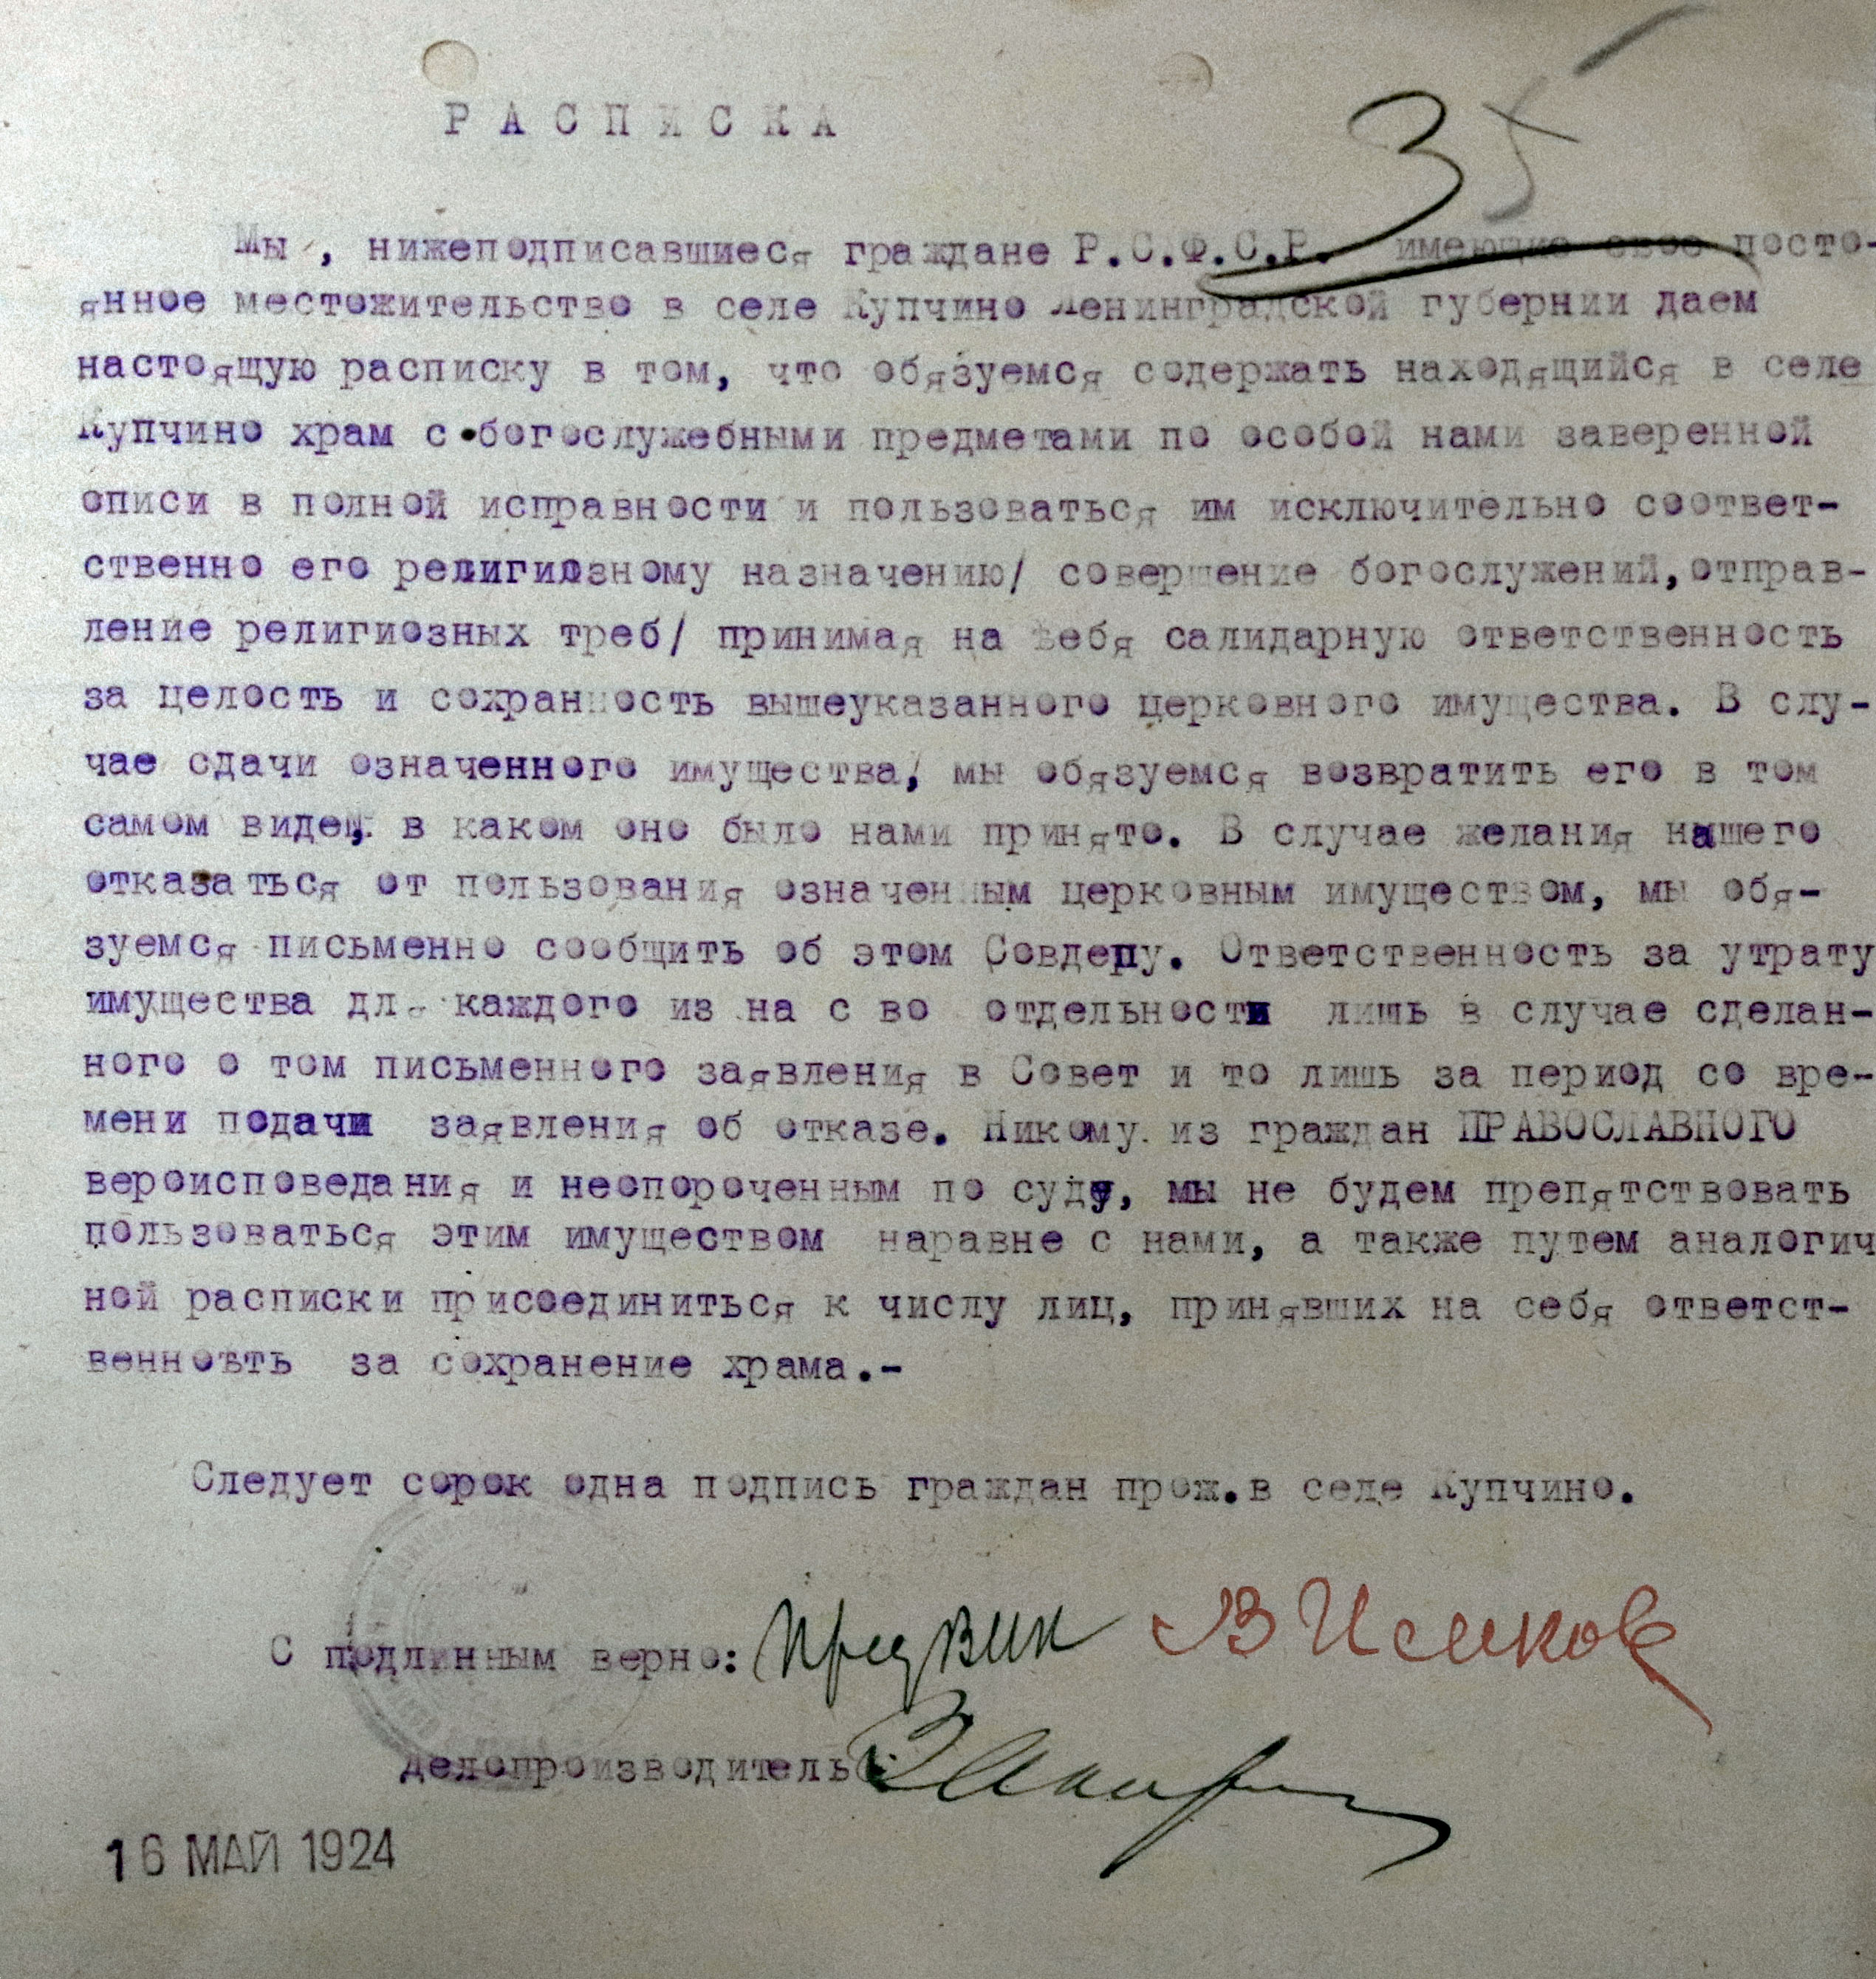 35
РАСПИСКА
Мы , нижеподписавшиеся граждане Р.С.Ф.С.Р. имеющие свое посто-
янное местожительство в селе Купчино Ленинградской губернии даем
настоящую расписку в том, что обязуемся содержать находящийся в селе
Купчино храм с богослужебными предметами по особой нами заверенной
описи в полной исправности и пользоваться им исключительно соответ-
ственно его религиозному назначению/ совершение богослужений, отправ-
ление религиозных треб/ принимая на себя салидарную ответственность
за целость и сохранность вышеуказанного церковного имущества. В слу-
чае сдачи означенного имущества, мы обязуемся возвратить его в том
самом виде, в каком оно было нами принято. В случае желания нашего
отказаться от пользования означенным церковным имуществом, мы обя-
зуемся письменно сообщить об этом Совдепу. Ответственность за утрату
имущества для каждого из на с во отдельности лишь в случае сделан-
ного о том письменного заявления в Совет и то лишь за период со вре-
мени подачи заявления об отказе. Никому из граждан ПРАВОСЛАВНОГО
вероисповедания и неопороченным по суду, мы не будем препятствовать
пользоваться этим имуществом наравне с нами, а также путем аналогич
ной расписки присоединиться к числу лиц, принявших на себя ответст-
венность за сохранение храма.-
Следует сорок одна подпись граждан прож.в селе Купчино.
С подлинным верно: Предвик
делопроизводитель
16 МАЙ 1924